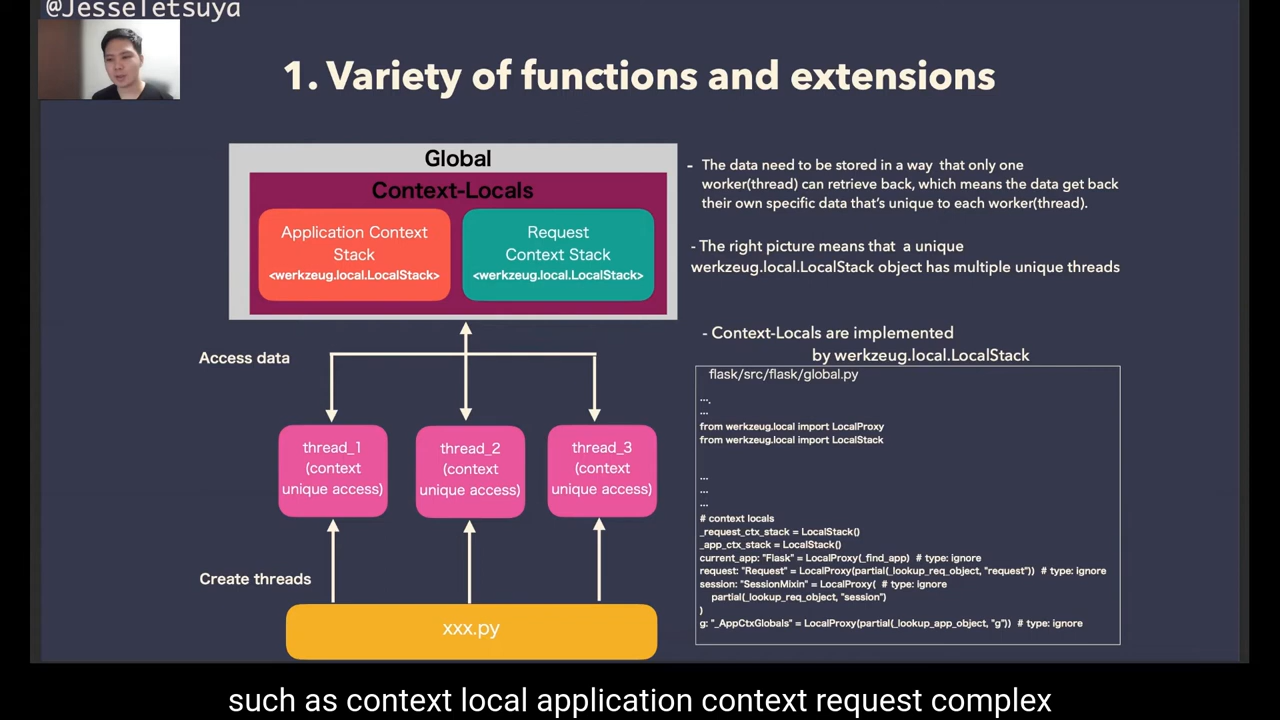 @JesseTetsuya
1. Variety of functions and extensions
Global
Context-Locals
Application Context
Stack
<werkzeug.local.LocalStack>
Request
Context Stack
<werkzeug.local.LocalStack>
Access data
thread_1
(context
unique access)
thread_2
(context
unique access)
thread_3
(context
unique access)
Create threads
xxx.py
- The data need to be stored in a way that only one
worker(thread) can retrieve back, which means the data get back
their own specific data that's unique to each worker(thread).
- The right picture means that a unique
werkzeug.local.LocalStack object has multiple unique threads
- Context-Locals are implemented
by werkzeug.local.LocalStack
flask/src/flask/global.py
....
...
from werkzeug.local import LocalProxy
from werkzeug.local import LocalStack
...
...
...
# context locals
_request_ctx_stack = LocalStack()
_app_ctx_stack = LocalStack()
current_app: "Flask" = LocalProxy(_find_app) # type: ignore
request: "Request" = LocalProxy(partial(_lookup_req_object, "request")) # type: ignore
session: "SessionMixin" = LocalProxy( # type: ignore
partial(_lookup_req_object, "session")
)
g: "_AppCtxGlobals" = LocalProxy(partial(_lookup_app_object, "g")) # type: ignore
such as context local application context request complex